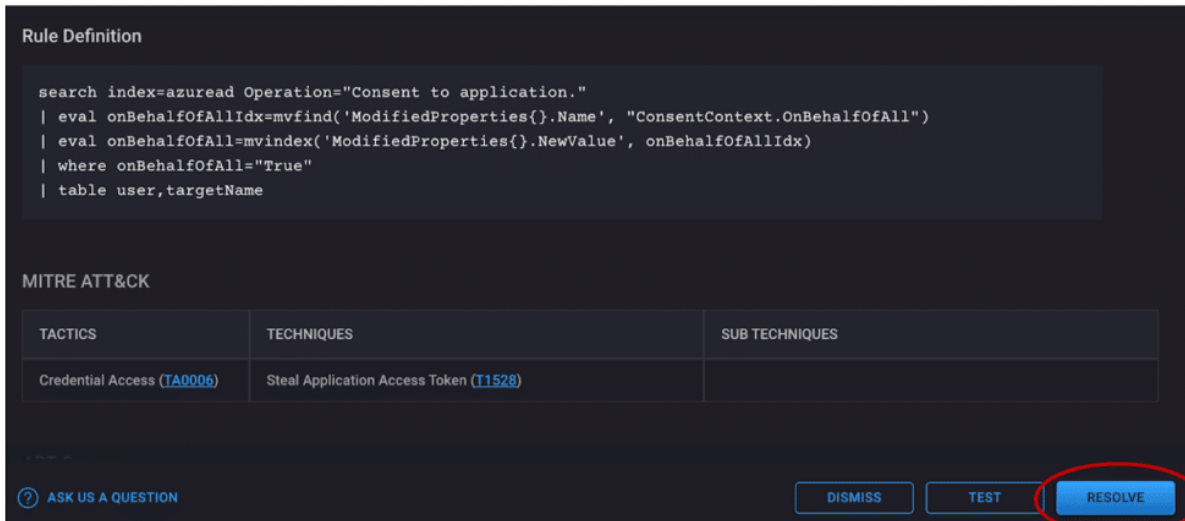 Rule Definition
search index=azuread Operation="Consent to application."
| eval onBehalfOfAllIdx=mvfind('ModifiedProperties{}.Name', "ConsentContext.OnBehalfOfAll")
| eval onBehalfOfAll=mvindex('ModifiedProperties{}.NewValue', onBehalfOfAllIdx)
| where onBehalfOfAll="True"
| table user,targetName
MITRE ATT&CK
TACTICS TECHNIQUES SUB TECHNIQUES
Credential Access (TA0006) Steal Application Access Token (T1528)
? ASK US A QUESTION DISMISS TEST RESOLVE